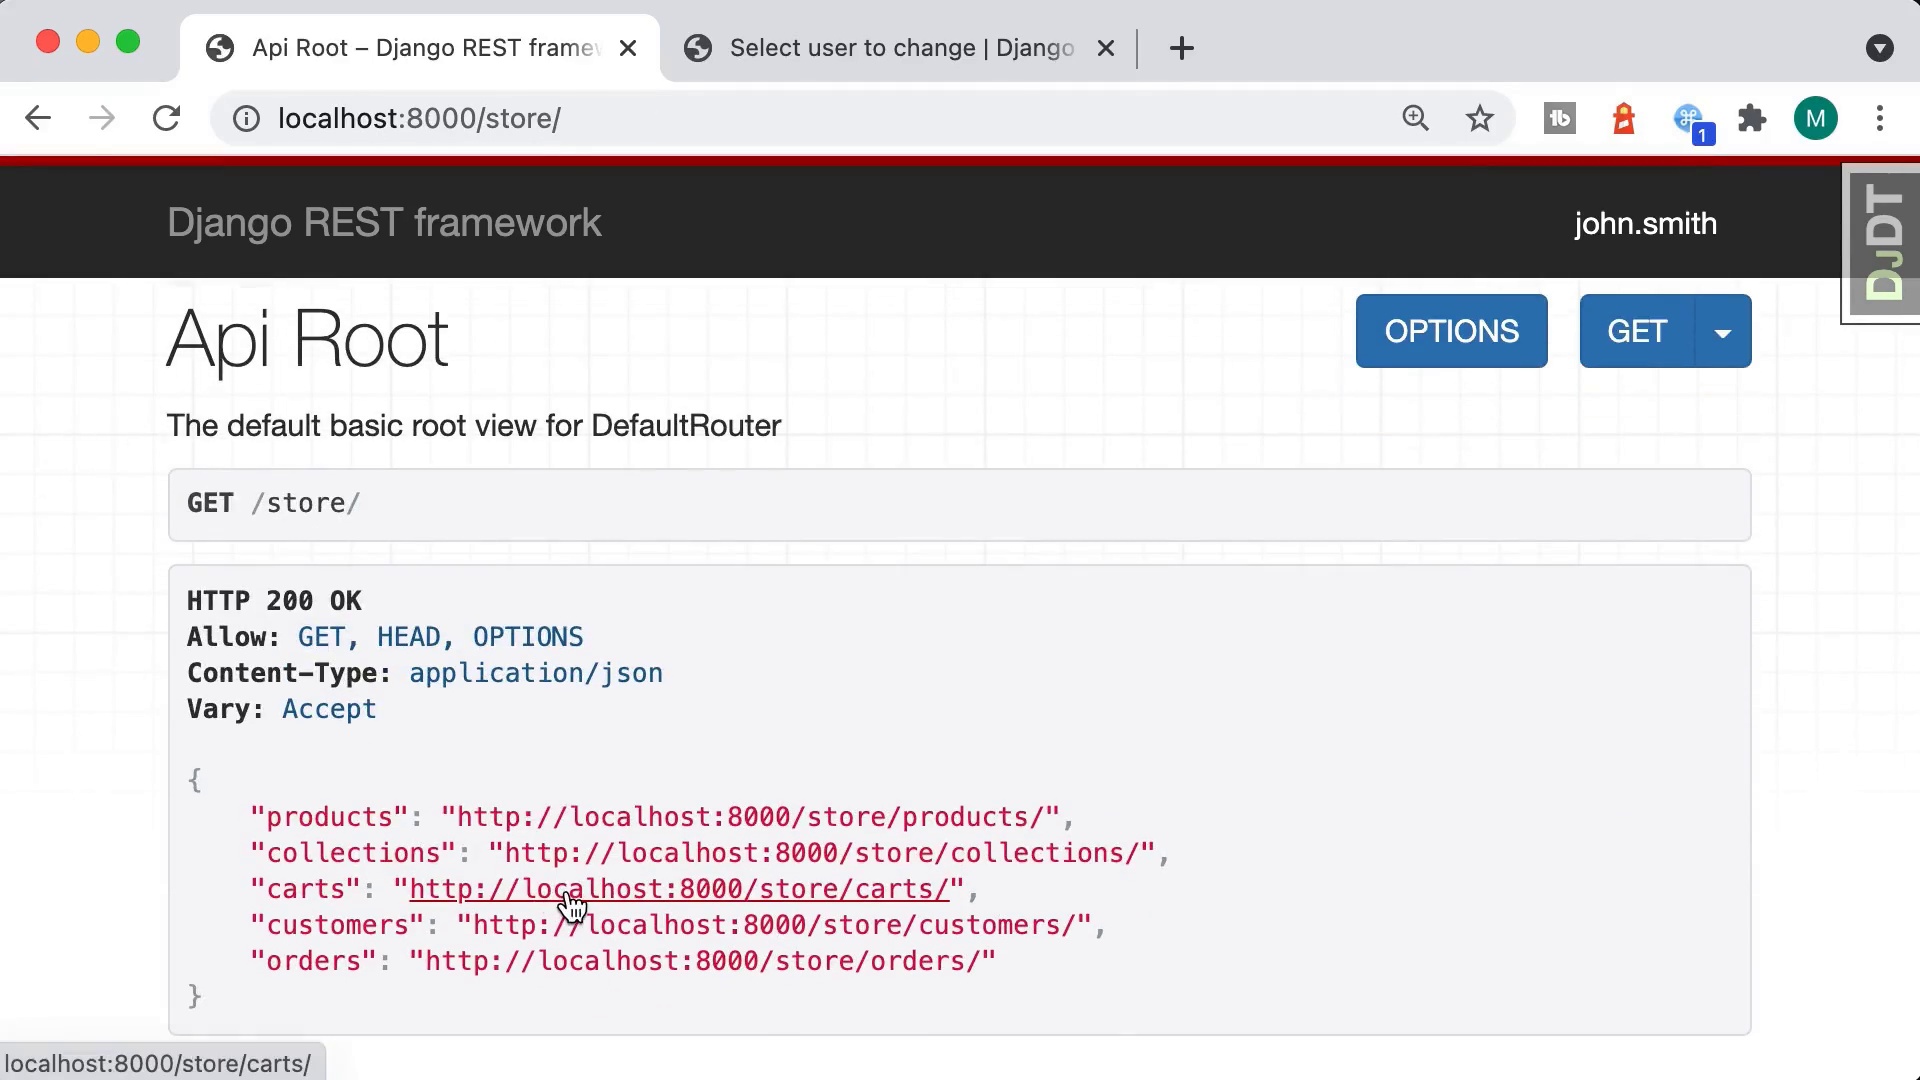 Api Root – Django REST framew
Select user to change | Django
localhost:8000/store/
1
M
Django REST framework
john.smith
DJDT
Api Root
OPTIONS
GET
The default basic root view for DefaultRouter
GET /store/
HTTP 200 OK
Allow: GET, HEAD, OPTIONS
Content-Type: application/json
Vary: Accept
{
"products": "http://localhost:8000/store/products/",
"collections": "http://localhost:8000/store/collections/",
"carts": "http://localhost:8000/store/carts/",
"customers": "http://localhost:8000/store/customers/",
"orders": "http://localhost:8000/store/orders/"
}
localhost:8000/store/carts/